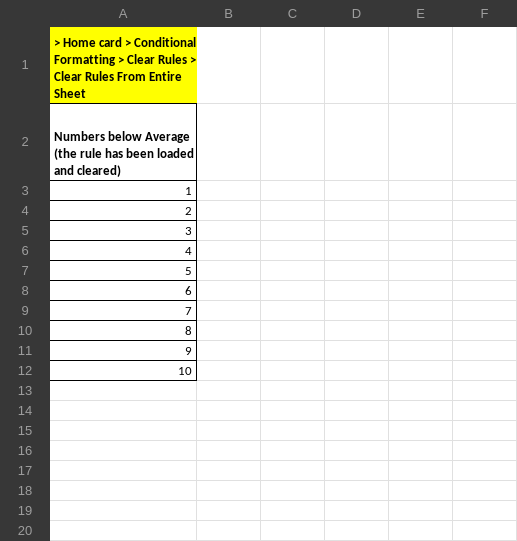 A B C D E F
1 > Home card > Conditional
Formatting > Clear Rules >
Clear Rules From Entire
Sheet
2 Numbers below Average
(the rule has been loaded
and cleared)
3 1
4 2
5 3
6 4
7 5
8 6
9 7
10 8
11 9
12 10
13
14
15
16
17
18
19
20